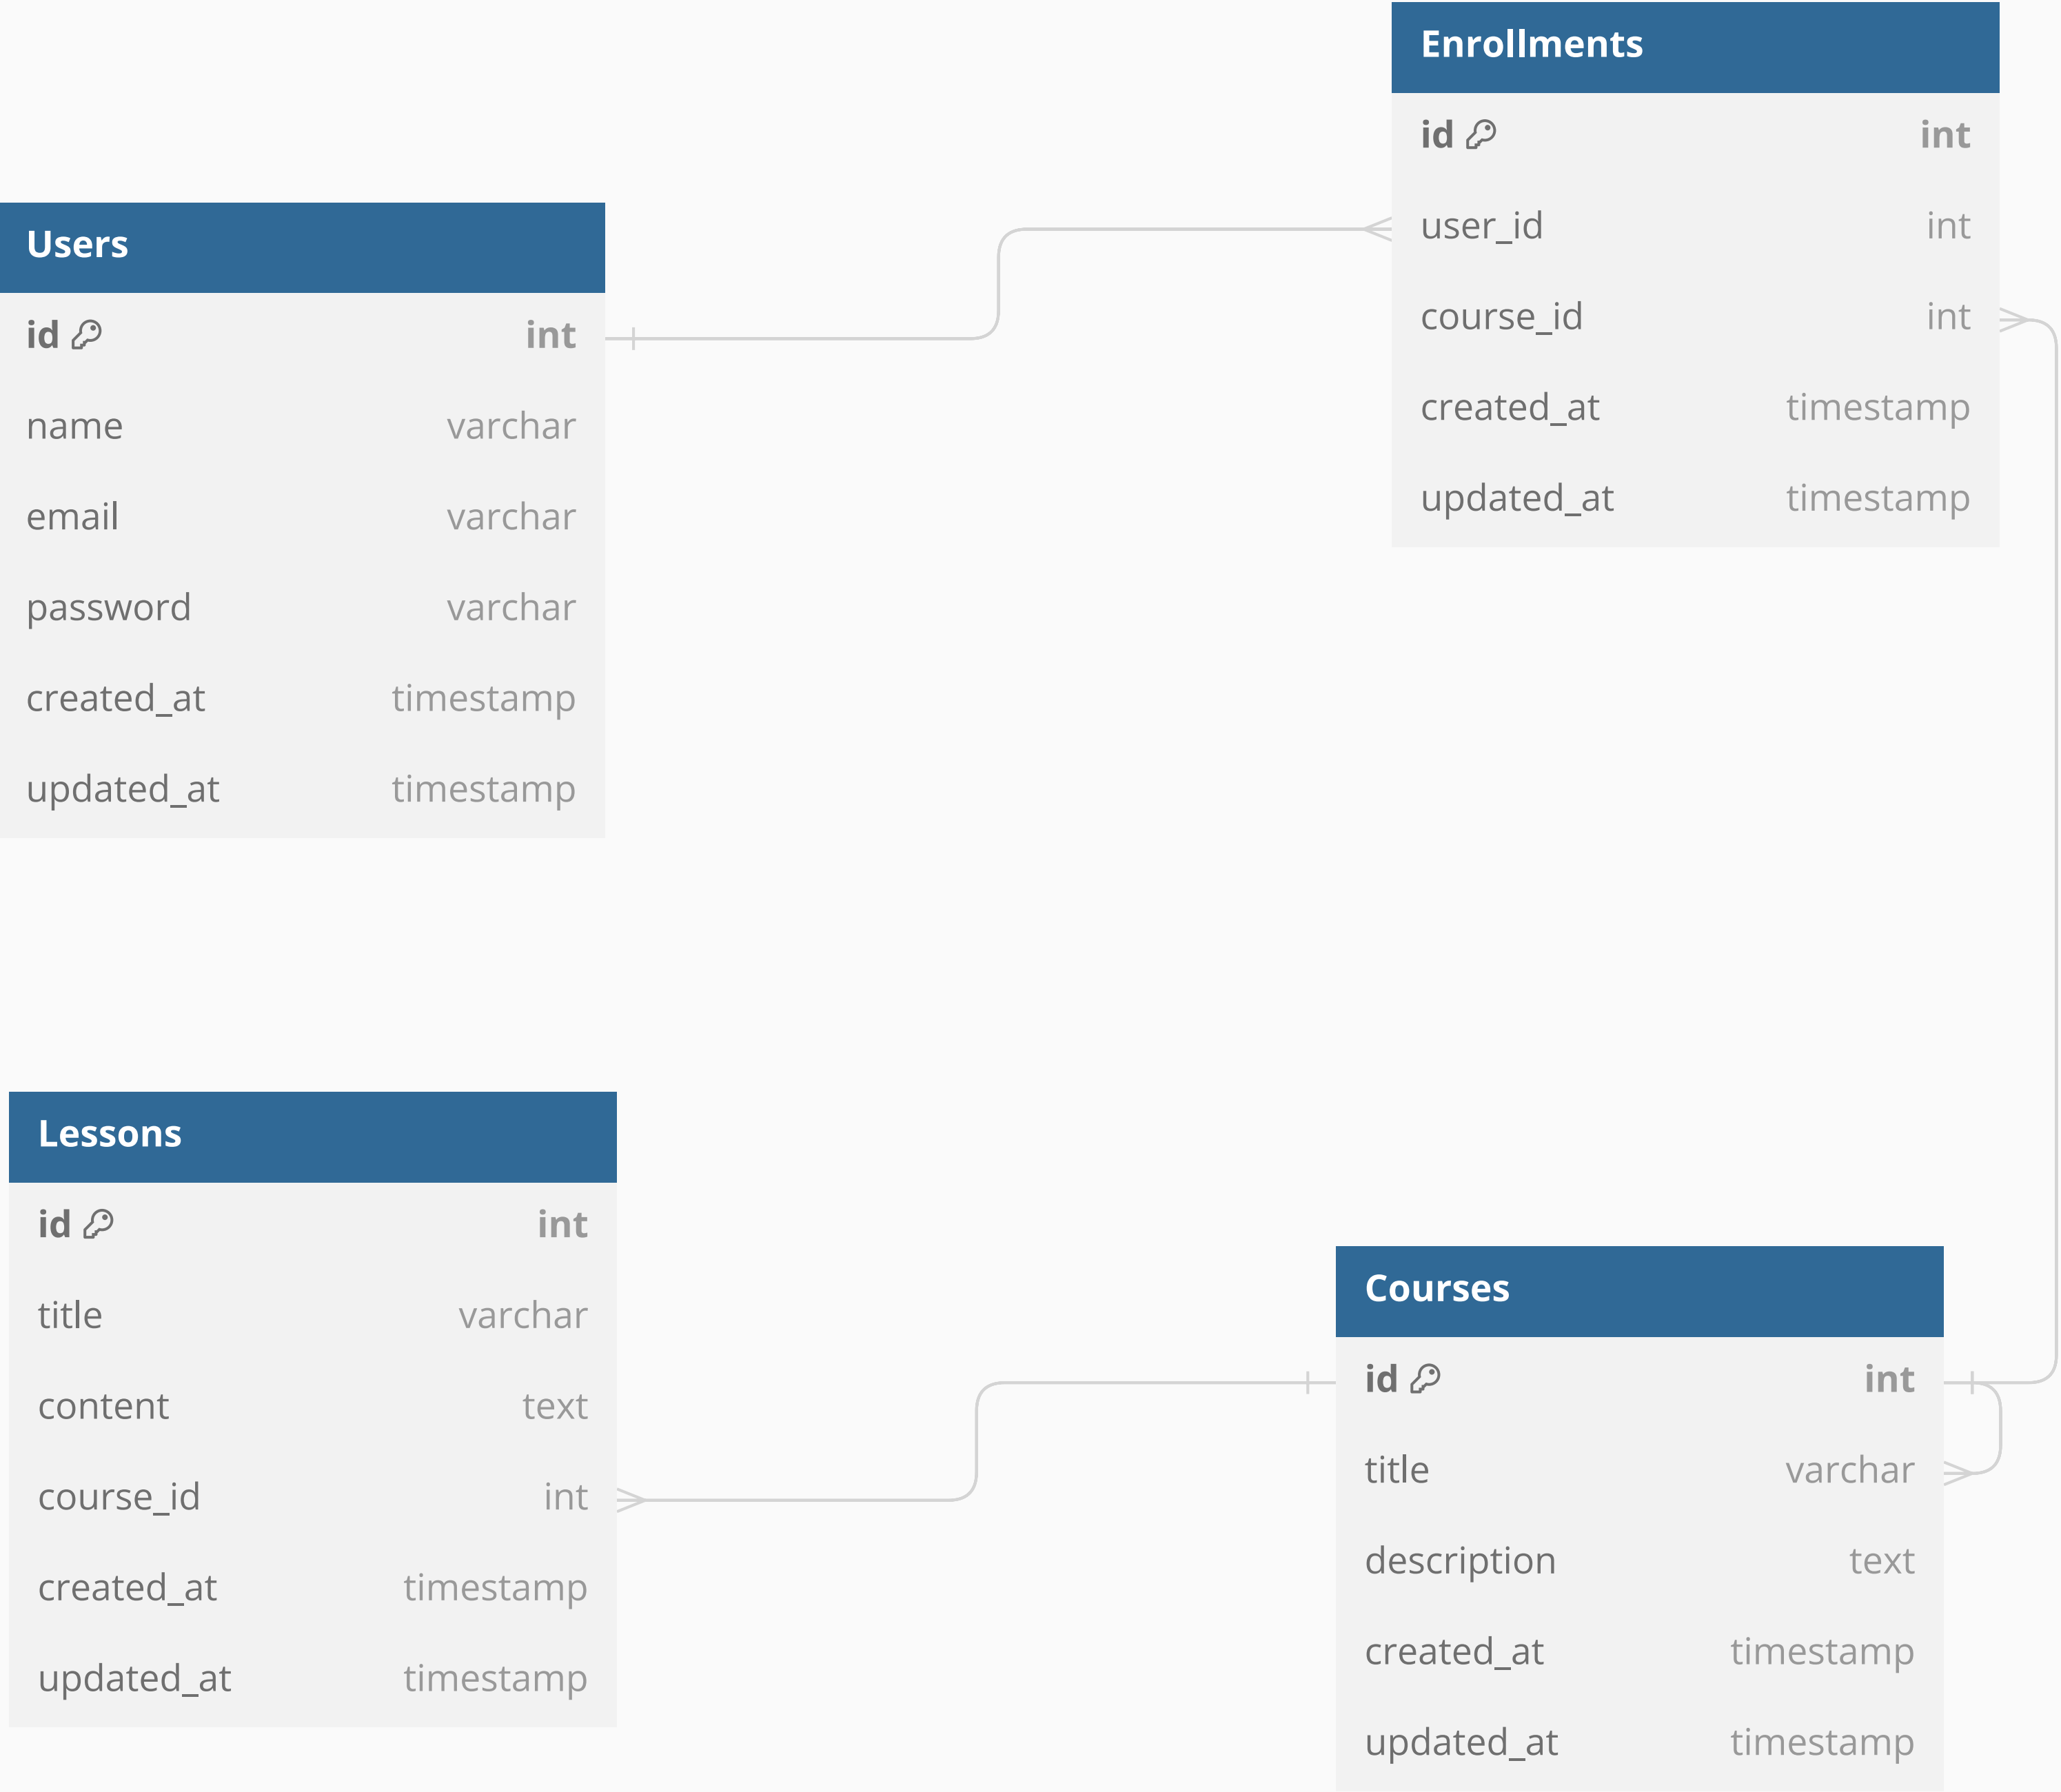 Users
id int
name varchar
email varchar
password varchar
created_at timestamp
updated_at timestamp
Enrollments
id int
user_id int
course_id int
created_at timestamp
updated_at timestamp
Lessons
id int
title varchar
content text
course_id int
created_at timestamp
updated_at timestamp
Courses
id int
title varchar
description text
created_at timestamp
updated_at timestamp